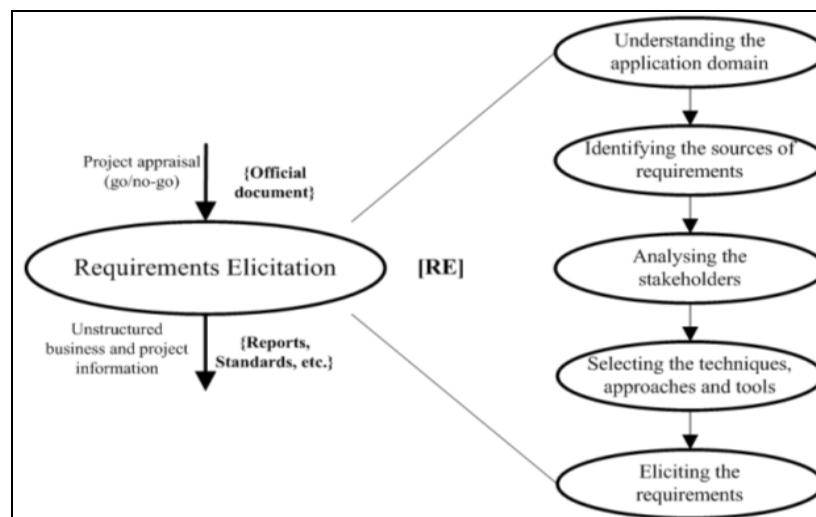 Understanding the
application domain
Identifying the sources of
requirements
Project appraisal
(go/no-go)
{Official
document}
Requirements Elicitation
[RE]
Analysing the
stakeholders
Unstructured
business and project
information
{Reports,
Standards, etc.}
Selecting the techniques,
approaches and tools
Eliciting the
requirements